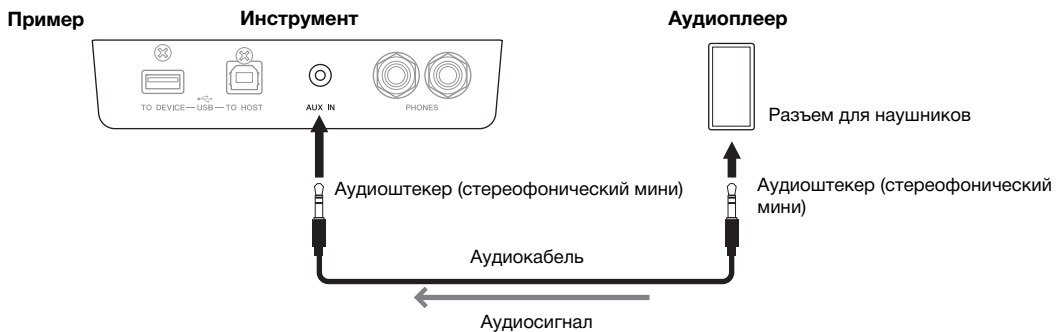 Пример
Инструмент
Аудиоплеер
TO DEVICE — USB — TO HOST
AUX IN
PHONES
Разъем для наушников
Аудиоштекер (стереофонический мини)
Аудиоштекер (стереофонический
мини)
Аудиокабель
Аудиосигнал